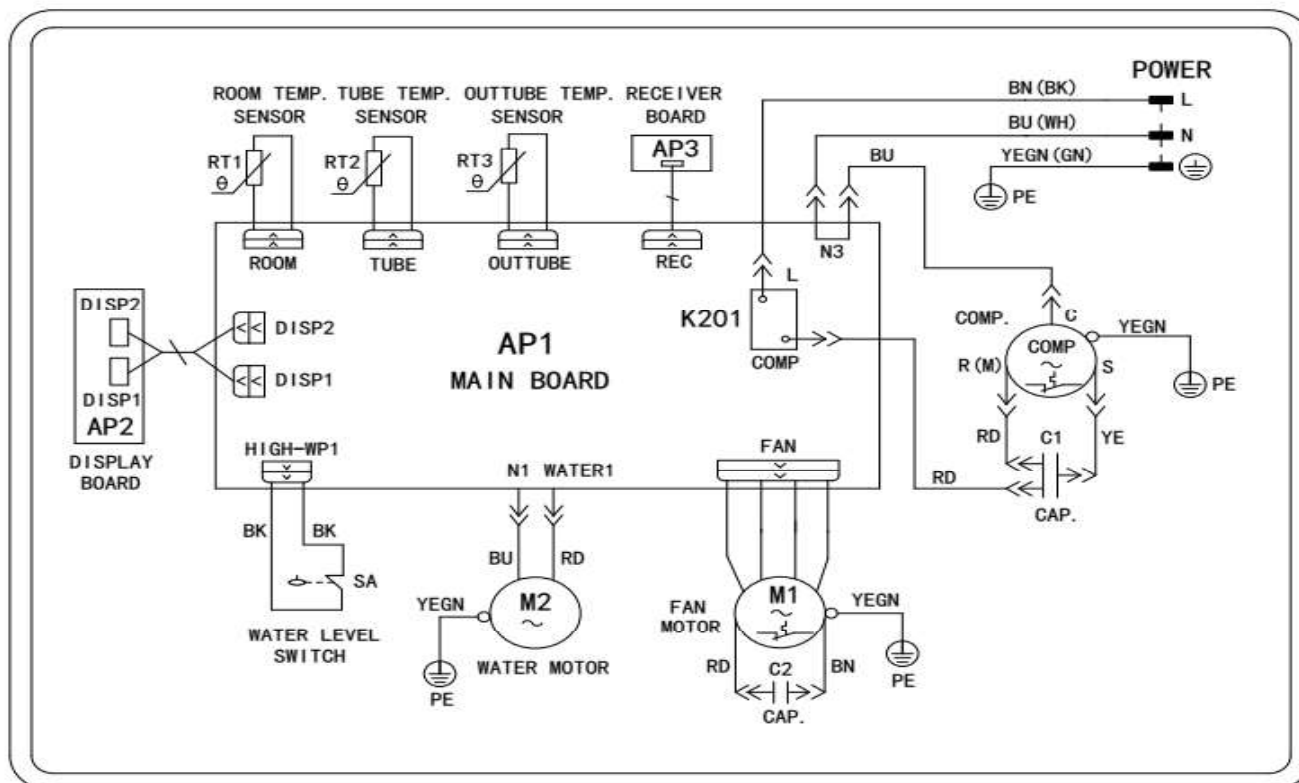 POWER
BN(BK)
L
BU(WH)
N
BU
YEGN(GN)
PE
ROOM TEMP. TUBE TEMP. OUTTUBE TEMP. RECEIVER
SENSOR SENSOR SENSOR BOARD
RT1
θ
RT2
θ
RT3
θ
AP3
ROOM
TUBE
OUTTUBE
REC
N3
L
K201
COMP
DISP2
DISP1
AP2
DISPLAY
BOARD
DISP2
DISP1
AP1
MAIN BOARD
COMP.
C
COMP
~
R(M)
S
YEGN
PE
RD
C1
YE
RD
CAP.
HIGH-WP1
BK
BK
SA
WATER LEVEL
SWITCH
N1 WATER1
BU
RD
M2
~
YEGN
PE
WATER MOTOR
FAN
M1
~
FAN
MOTOR
YEGN
PE
RD
C2
BN
CAP.